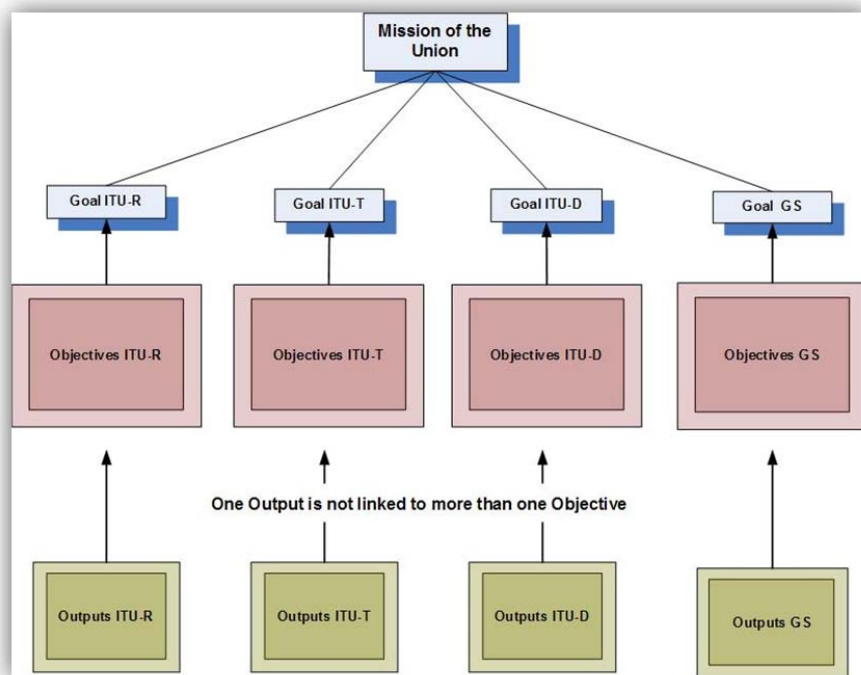 Mission of the
Union
Goal ITU-R
Goal ITU-T
Goal ITU-D
Goal GS
Objectives ITU-R
Objectives ITU-T
Objectives ITU-D
Objectives GS
One Output is not linked to more than one Objective
Outputs ITU-R
Outputs ITU-T
Outputs ITU-D
Outputs GS